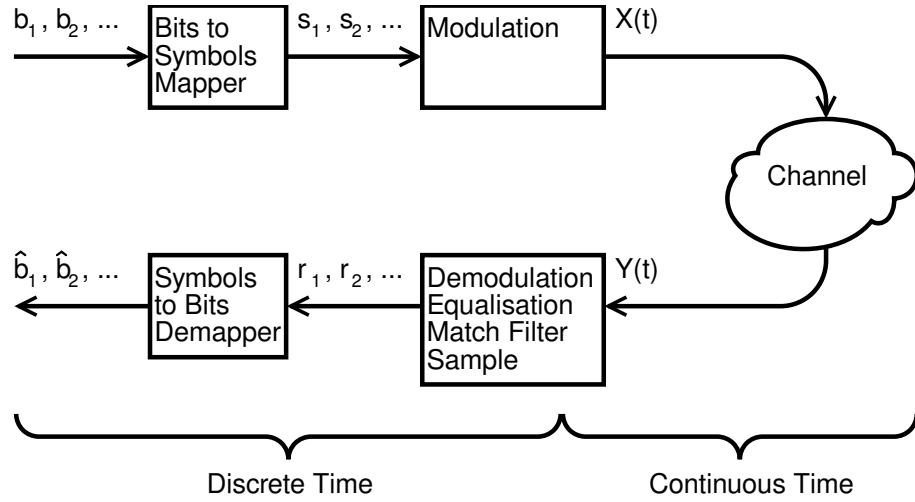 b₁, b₂, ...
Bits to
Symbols
Mapper
s₁, s₂, ...
Modulation
X(t)
Channel
b̂₁, b̂₂, ...
Symbols
to Bits
Demapper
r₁, r₂, ...
Demodulation
Equalisation
Match Filter
Sample
Y(t)
Discrete Time
Continuous Time